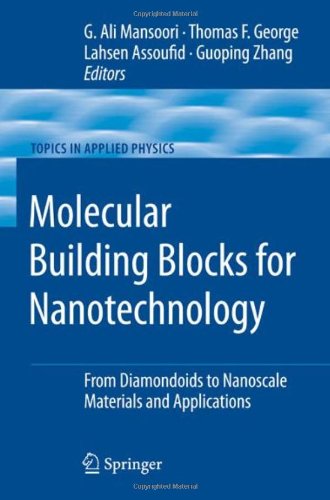 G. Ali Mansoori · Thomas F. George
Lahsen Assoufid · Guoping Zhang
Editors
TOPICS IN APPLIED PHYSICS
Molecular
Building Blocks for
Nanotechnology
From Diamondoids to Nanoscale
Materials and Applications
Springer